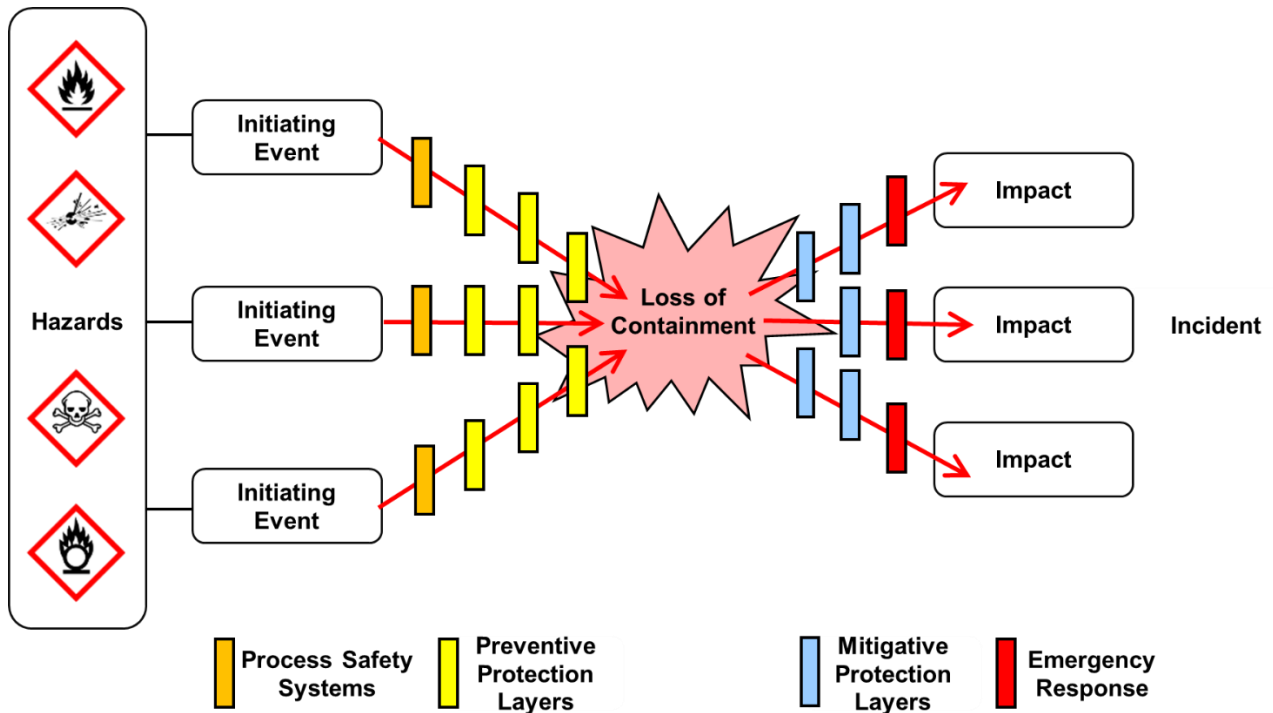 Initiating
Event
Impact
Hazards
Initiating
Event
Loss of
Containment
Impact
Incident
Initiating
Event
Impact
Process Safety
Systems
Preventive
Protection
Layers
Mitigative
Protection
Layers
Emergency
Response